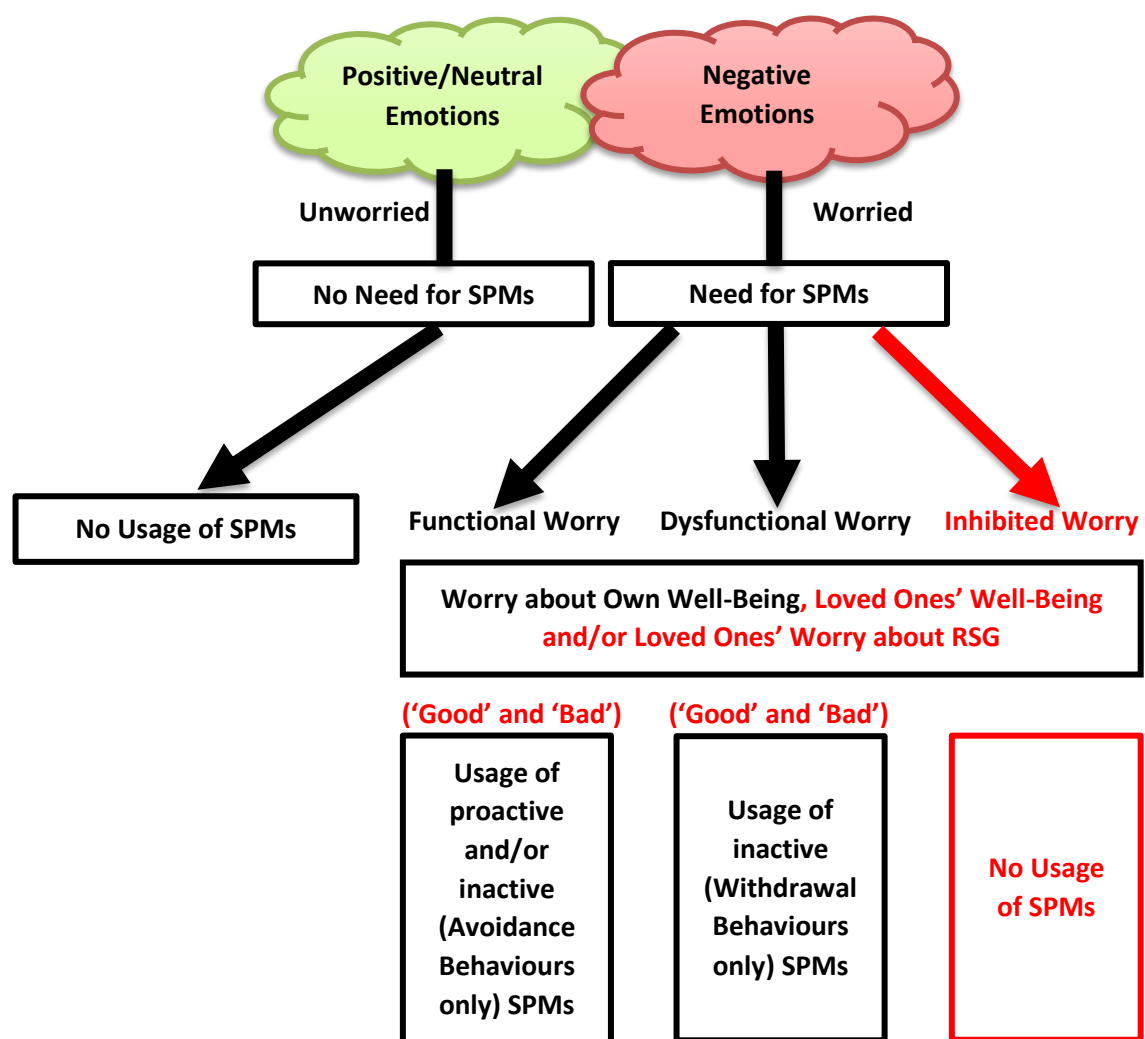 Positive/Neutral
Emotions
Negative
Emotions
Unworried
Worried
No Need for SPMs
Need for SPMs
No Usage of SPMs
Functional Worry
Dysfunctional Worry
Inhibited Worry
Worry about Own Well-Being, Loved Ones’ Well-Being
and/or Loved Ones’ Worry about RSG
(‘Good’ and ‘Bad’)
(‘Good’ and ‘Bad’)
Usage of
proactive
and/or
inactive
(Avoidance
Behaviours
only) SPMs
Usage of
inactive
(Withdrawal
Behaviours
only) SPMs
No Usage
of SPMs